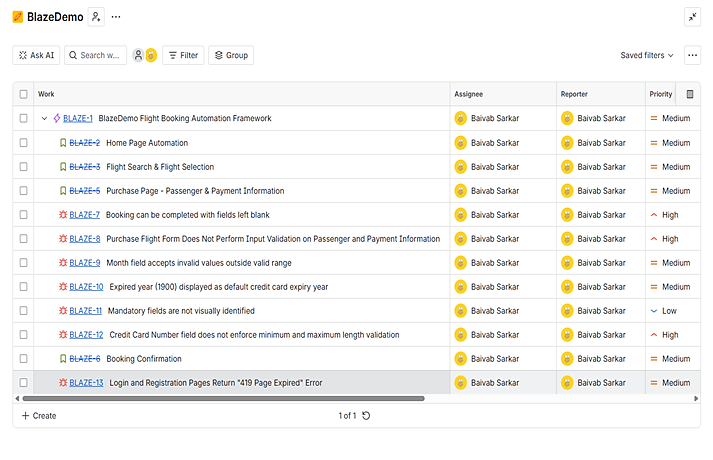 BlazeDemo
Ask AI Search w... Filter Group Saved filters
Work Assignee Reporter Priority
BLAZE-1 BlazeDemo Flight Booking Automation Framework Baivab Sarkar Baivab Sarkar Medium
BLAZE-2 Home Page Automation Baivab Sarkar Baivab Sarkar Medium
BLAZE-3 Flight Search & Flight Selection Baivab Sarkar Baivab Sarkar Medium
BLAZE-5 Purchase Page - Passenger & Payment Information Baivab Sarkar Baivab Sarkar Medium
BLAZE-7 Booking can be completed with fields left blank Baivab Sarkar Baivab Sarkar High
BLAZE-8 Purchase Flight Form Does Not Perform Input Validation on Passenger and Payment Information Baivab Sarkar Baivab Sarkar High
BLAZE-9 Month field accepts invalid values outside valid range Baivab Sarkar Baivab Sarkar Medium
BLAZE-10 Expired year (1900) displayed as default credit card expiry year Baivab Sarkar Baivab Sarkar Medium
BLAZE-11 Mandatory fields are not visually identified Baivab Sarkar Baivab Sarkar Low
BLAZE-12 Credit Card Number field does not enforce minimum and maximum length validation Baivab Sarkar Baivab Sarkar High
BLAZE-6 Booking Confirmation Baivab Sarkar Baivab Sarkar Medium
BLAZE-13 Login and Registration Pages Return "419 Page Expired" Error Baivab Sarkar Baivab Sarkar Medium
+ Create 1 of 1